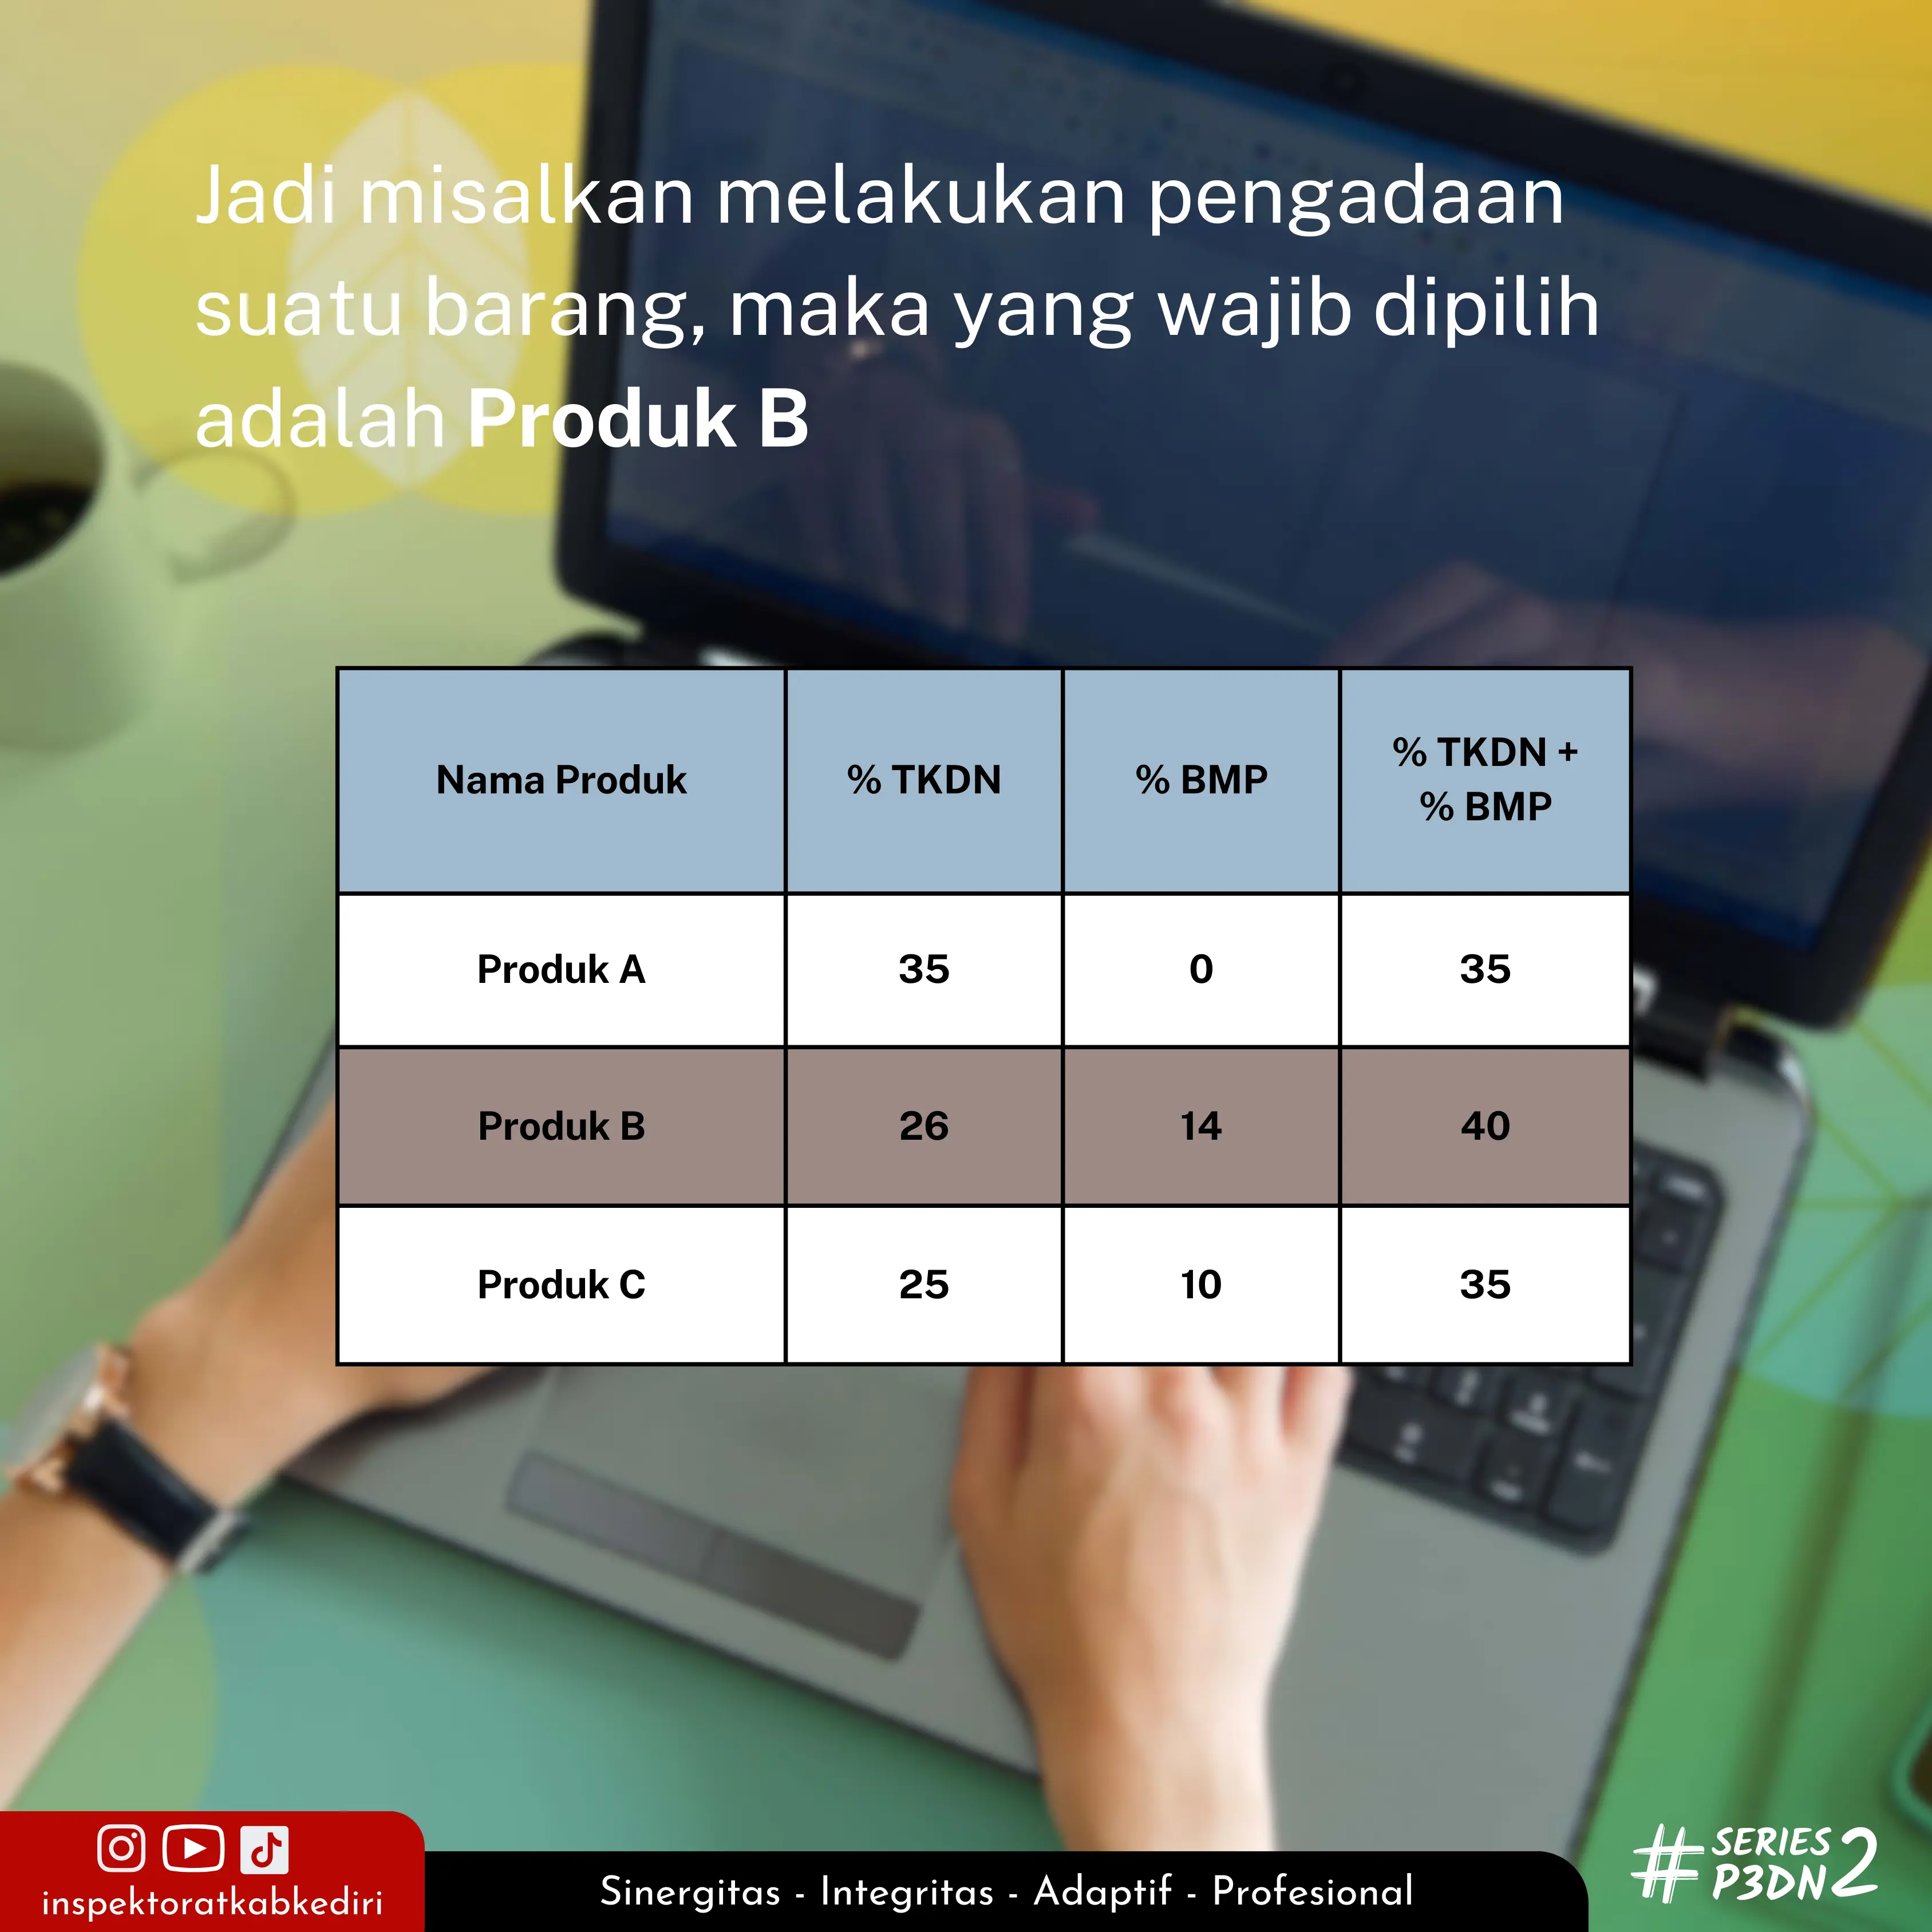 Jadi misalkan melakukan pengadaan
suatu barang, maka yang wajib dipilih
adalah Produk B
Nama Produk % TKDN % BMP % TKDN +
% BMP
Produk A 35 0 35
Produk B 26 14 40
Produk C 25 10 35
inspektoratkabkediri
Sinergitas - Integritas - Adaptif - Profesional
#SERIES 2
P3DN